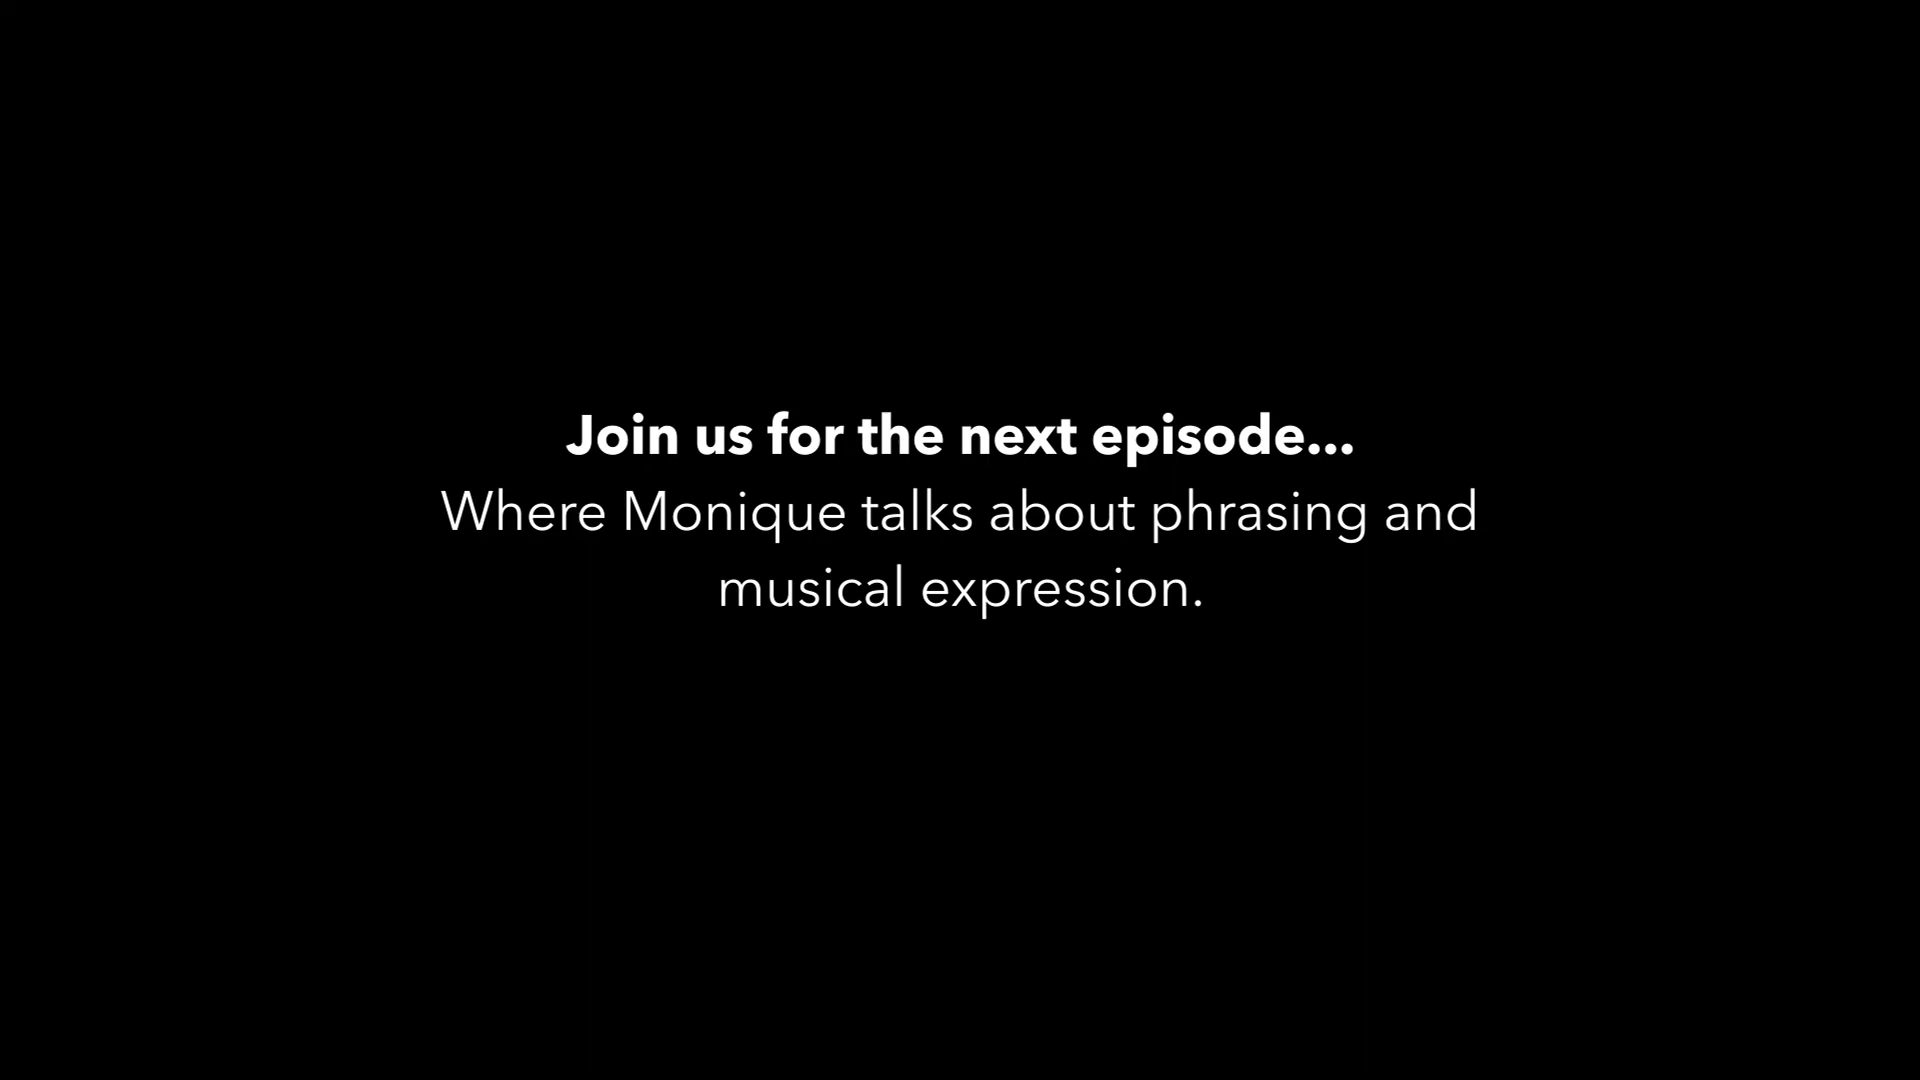 Join us for the next episode...
Where Monique talks about phrasing and
musical expression.